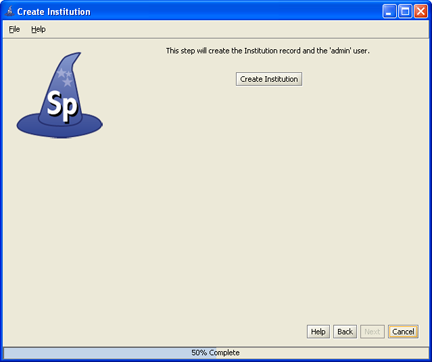 Create Institution
File Help
This step will create the Institution record and the 'admin' user.
Create Institution
Sp
Help Back Next Cancel
50% Complete